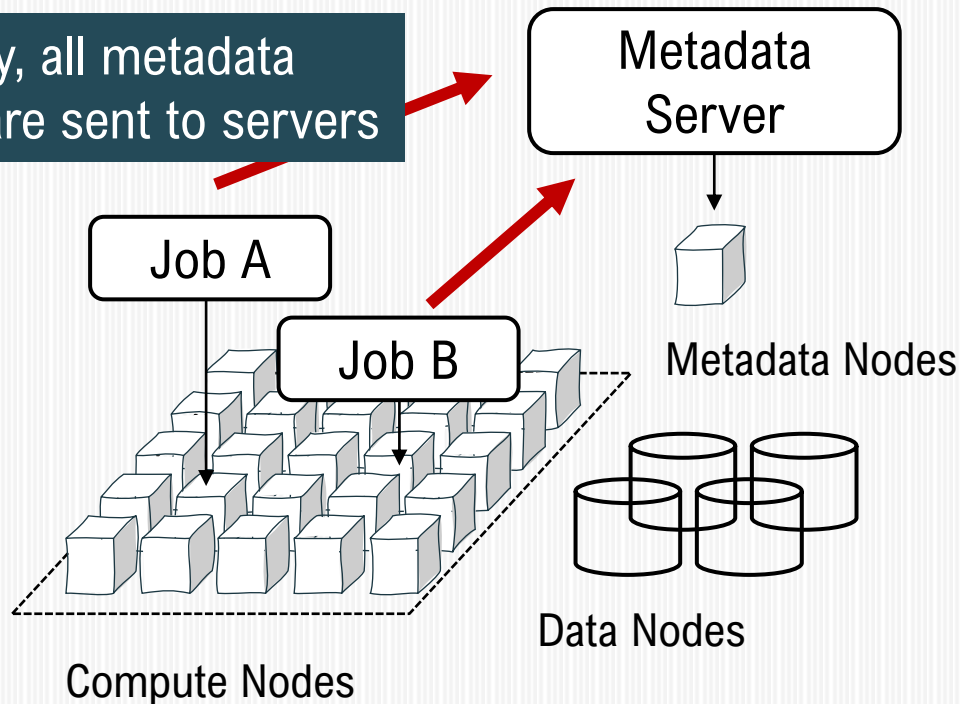 y, all metadata
are sent to servers
Metadata
Server
Job A
Job B
Metadata Nodes
Data Nodes
Compute Nodes